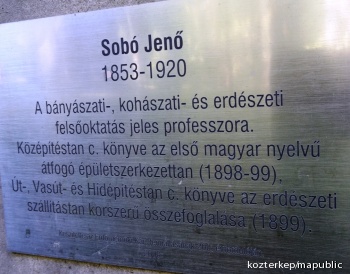 Sobó Jenő
1853-1920
A bányászati-, kohászati- és erdészeti
felsőoktatás jeles professzora.
Középítéstan c. könyve az első magyar nyelvű
átfogó épületszerkezettan (1898-99).
Út-, Vasút- és Hídépítéstan c. könyve az erdészeti
szállítástan korszerű összefoglalása (1899).
kozterkep/mapublic